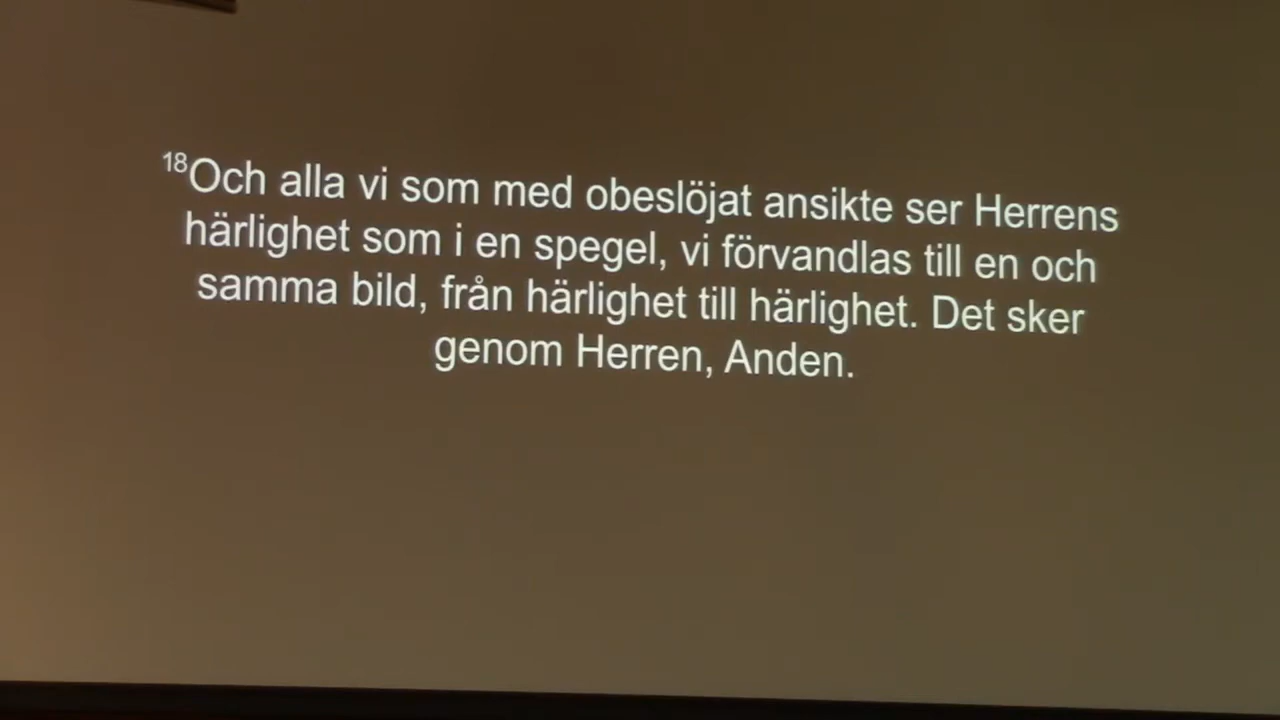 18Och alla vi som med obeslöjat ansikte ser Herrens
härlighet som i en spegel, vi förvandlas till en och
samma bild, från härlighet till härlighet. Det sker
genom Herren, Anden.